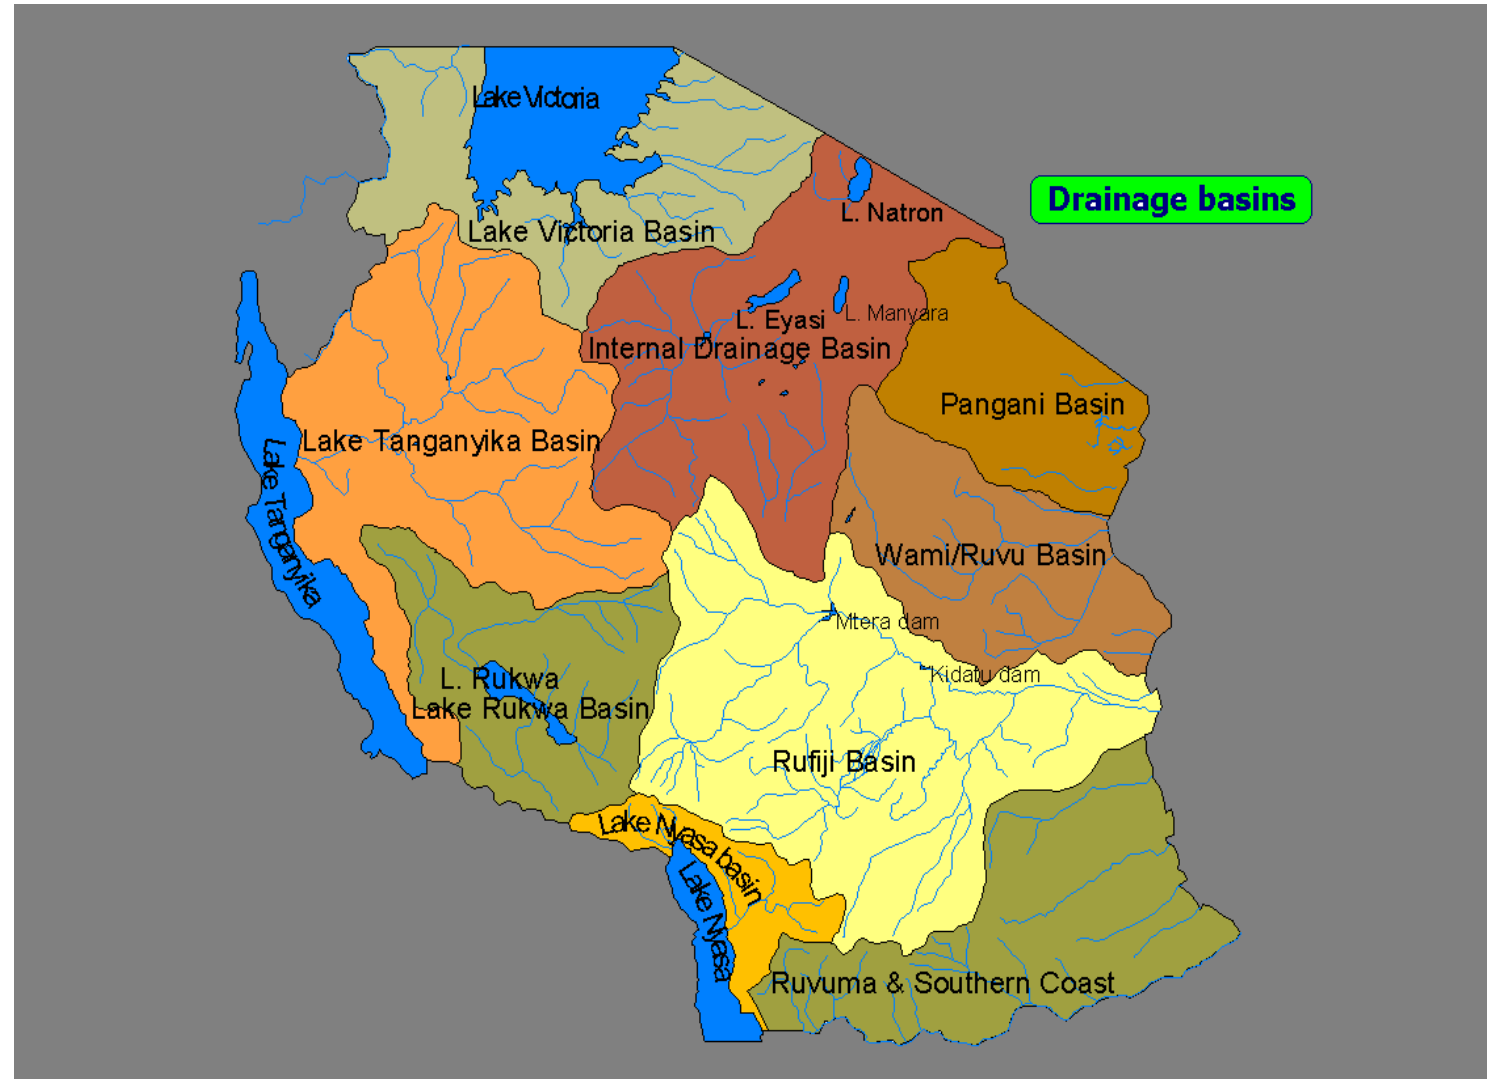 Lake Victoria
Drainage basins
L. Natron
Lake Victoria Basin
L. Eyasi
L. Manyara
Internal Drainage Basin
Pangani Basin
Lake Tanganyika Basin
Lake Tanganyika
Wami/Ruvu Basin
Mtera dam
Kidatu dam
L. Rukwa
Lake Rukwa Basin
Rufiji Basin
Lake Nyasa basin
Lake Nyasa
Ruvuma & Southern Coast